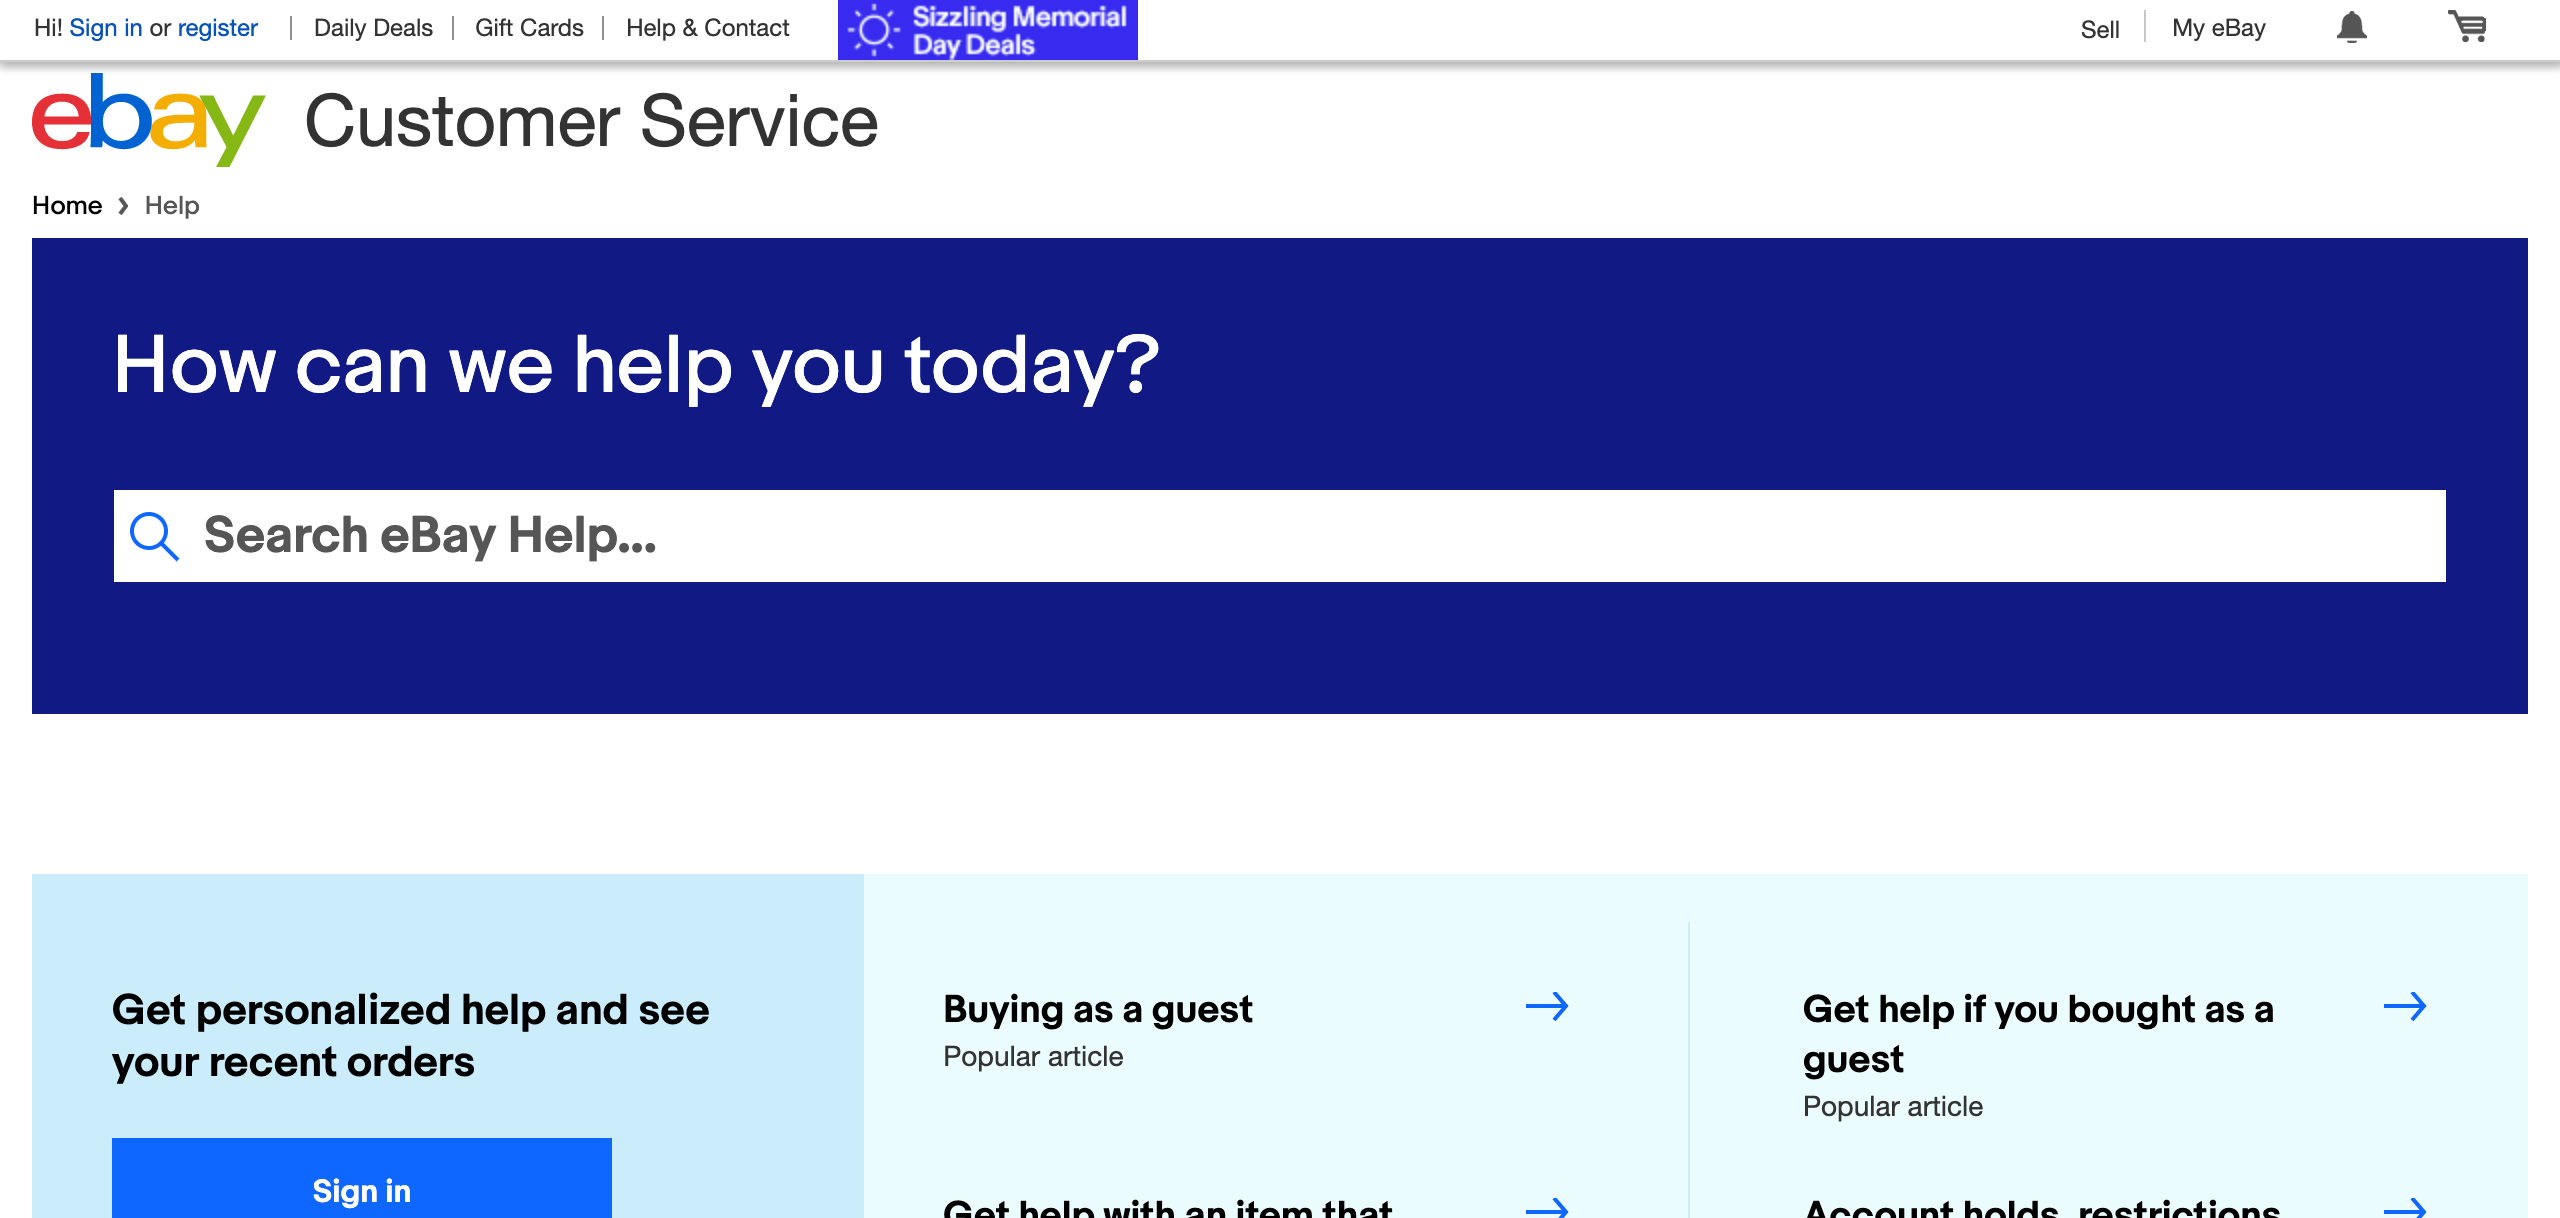 Hi! Sign in or register
Daily Deals
Gift Cards
Help & Contact
Sizzling Memorial
Day Deals
Sell
My eBay
ebay Customer Service
Home › Help
How can we help you today?
Search eBay Help...
Get personalized help and see
your recent orders
Sign in
Buying as a guest
Popular article
Get help if you bought as a
guest
Popular article
Get help with an item that
Account holds, restrictions